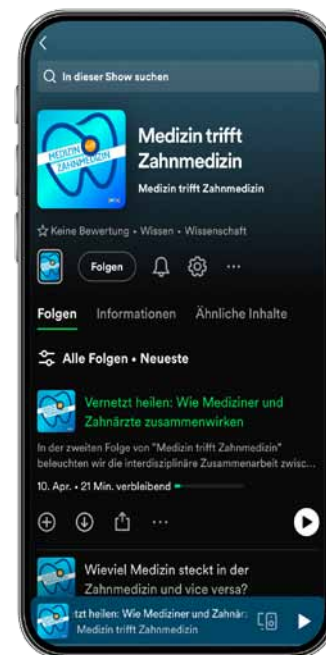 In dieser Show suchen
MEDIZIN trifft
ZAHNMEDIZIN
Medizin trifft
Zahnmedizin
Medizin trifft Zahnmedizin
Keine Bewertung • Wissen • Wissenschaft
Folgen
Folgen Informationen Ähnliche Inhalte
Alle Folgen • Neueste
Vernetzt heilen: Wie Mediziner und
Zahnärzte zusammenwirken
In der zweiten Folge von "Medizin trifft Zahnmedizin"
beleuchten wir die interdisziplinäre Zusammenarbeit zwisc...
10. Apr. • 21 Min. verbleibend
Wieviel Medizin steckt in der
Zahnmedizin und vice versa?
tzt heilen: Wie Mediziner und Zahnär
Medizin trifft Zahnmedizin